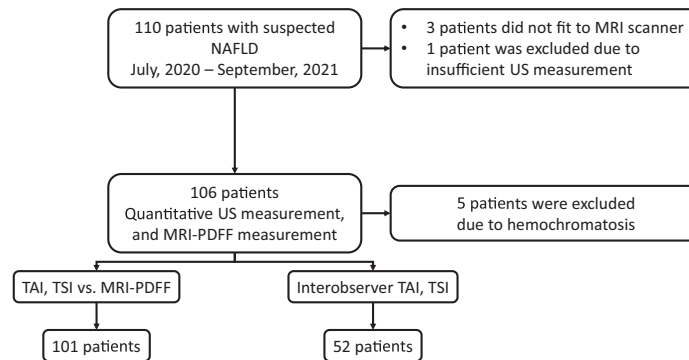 110 patients with suspected
NAFLD
July, 2020 – September, 2021
• 3 patients did not fit to MRI scanner
• 1 patient was excluded due to
insufficient US measurement
106 patients
Quantitative US measurement,
and MRI-PDFF measurement
5 patients were excluded
due to hemochromatosis
TAI, TSI vs. MRI-PDFF
Interobserver TAI, TSI
101 patients
52 patients